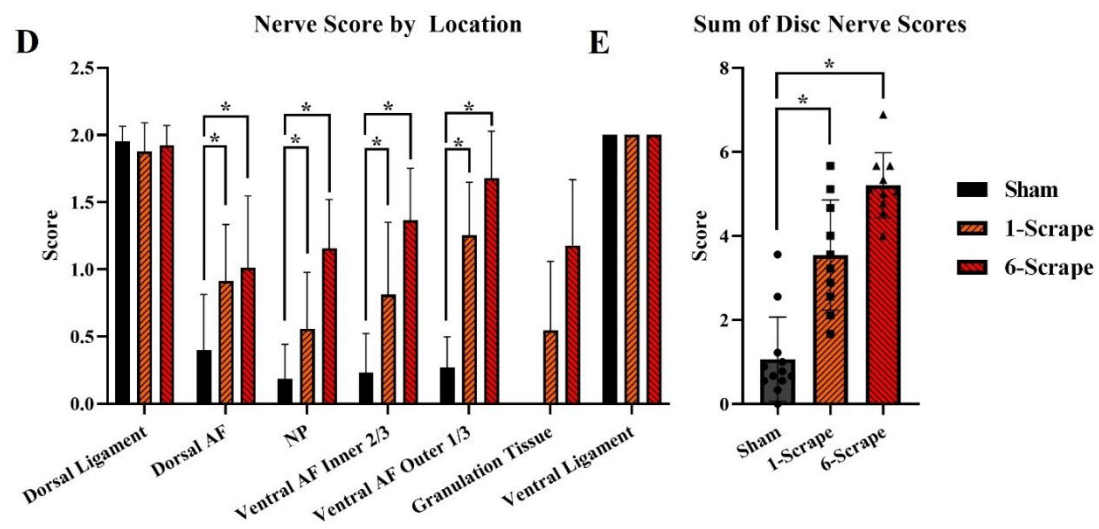 D
Nerve Score by Location
Score
2.5
2.0
1.5
1.0
0.5
0.0
* * * * * * * *
Dorsal Ligament
Dorsal AF
NP
Ventral AF Inner 2/3
Ventral AF Outer 1/3
Granulation Tissue
Ventral Ligament
E
Sum of Disc Nerve Scores
Score
8
6
4
2
0
*
*
Sham
1-Scrape
6-Scrape
Sham
1-Scrape
6-Scrape